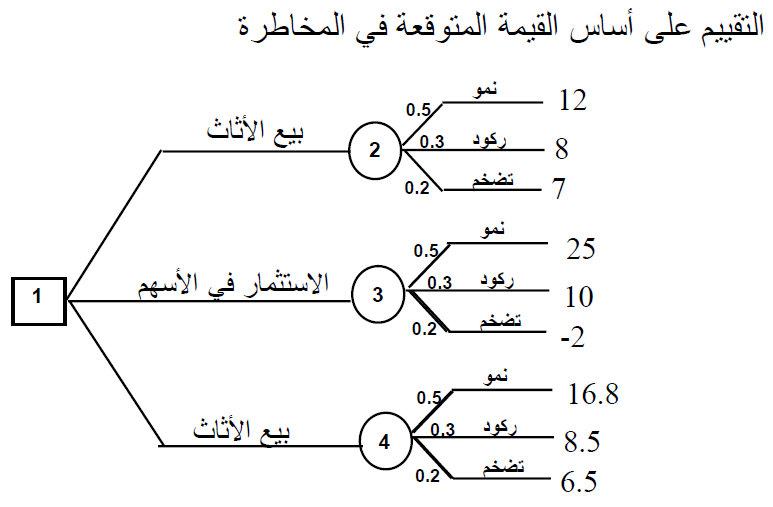 التقييم على أساس القيمة المتوقعة في المخاطرة
بيع الأثاث
2
0.5
نمو
12
0.3
ركود
8
0.2
تضخم
7
1
الاستثمار في الأسهم
3
0.5
نمو
25
0.3
ركود
10
0.2
تضخم
-2
بيع الأثاث
4
0.5
نمو
16.8
0.3
ركود
8.5
0.2
تضخم
6.5